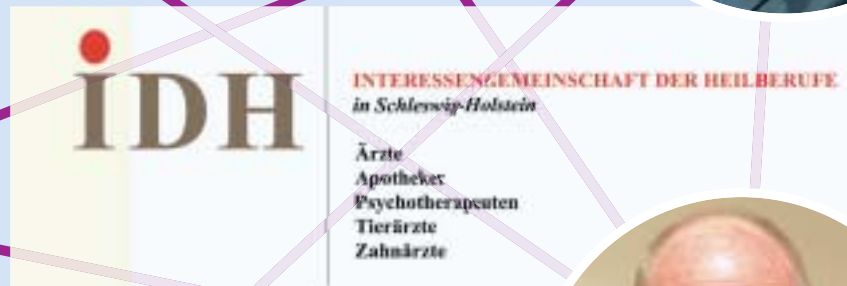 iDH
INTERESSENGEMEINSCHAFT DER HEILBERUFE
in Schleswig-Holstein
Ärzte
Apotheker
Psychotherapeuten
Tierärzte
Zahnärzte